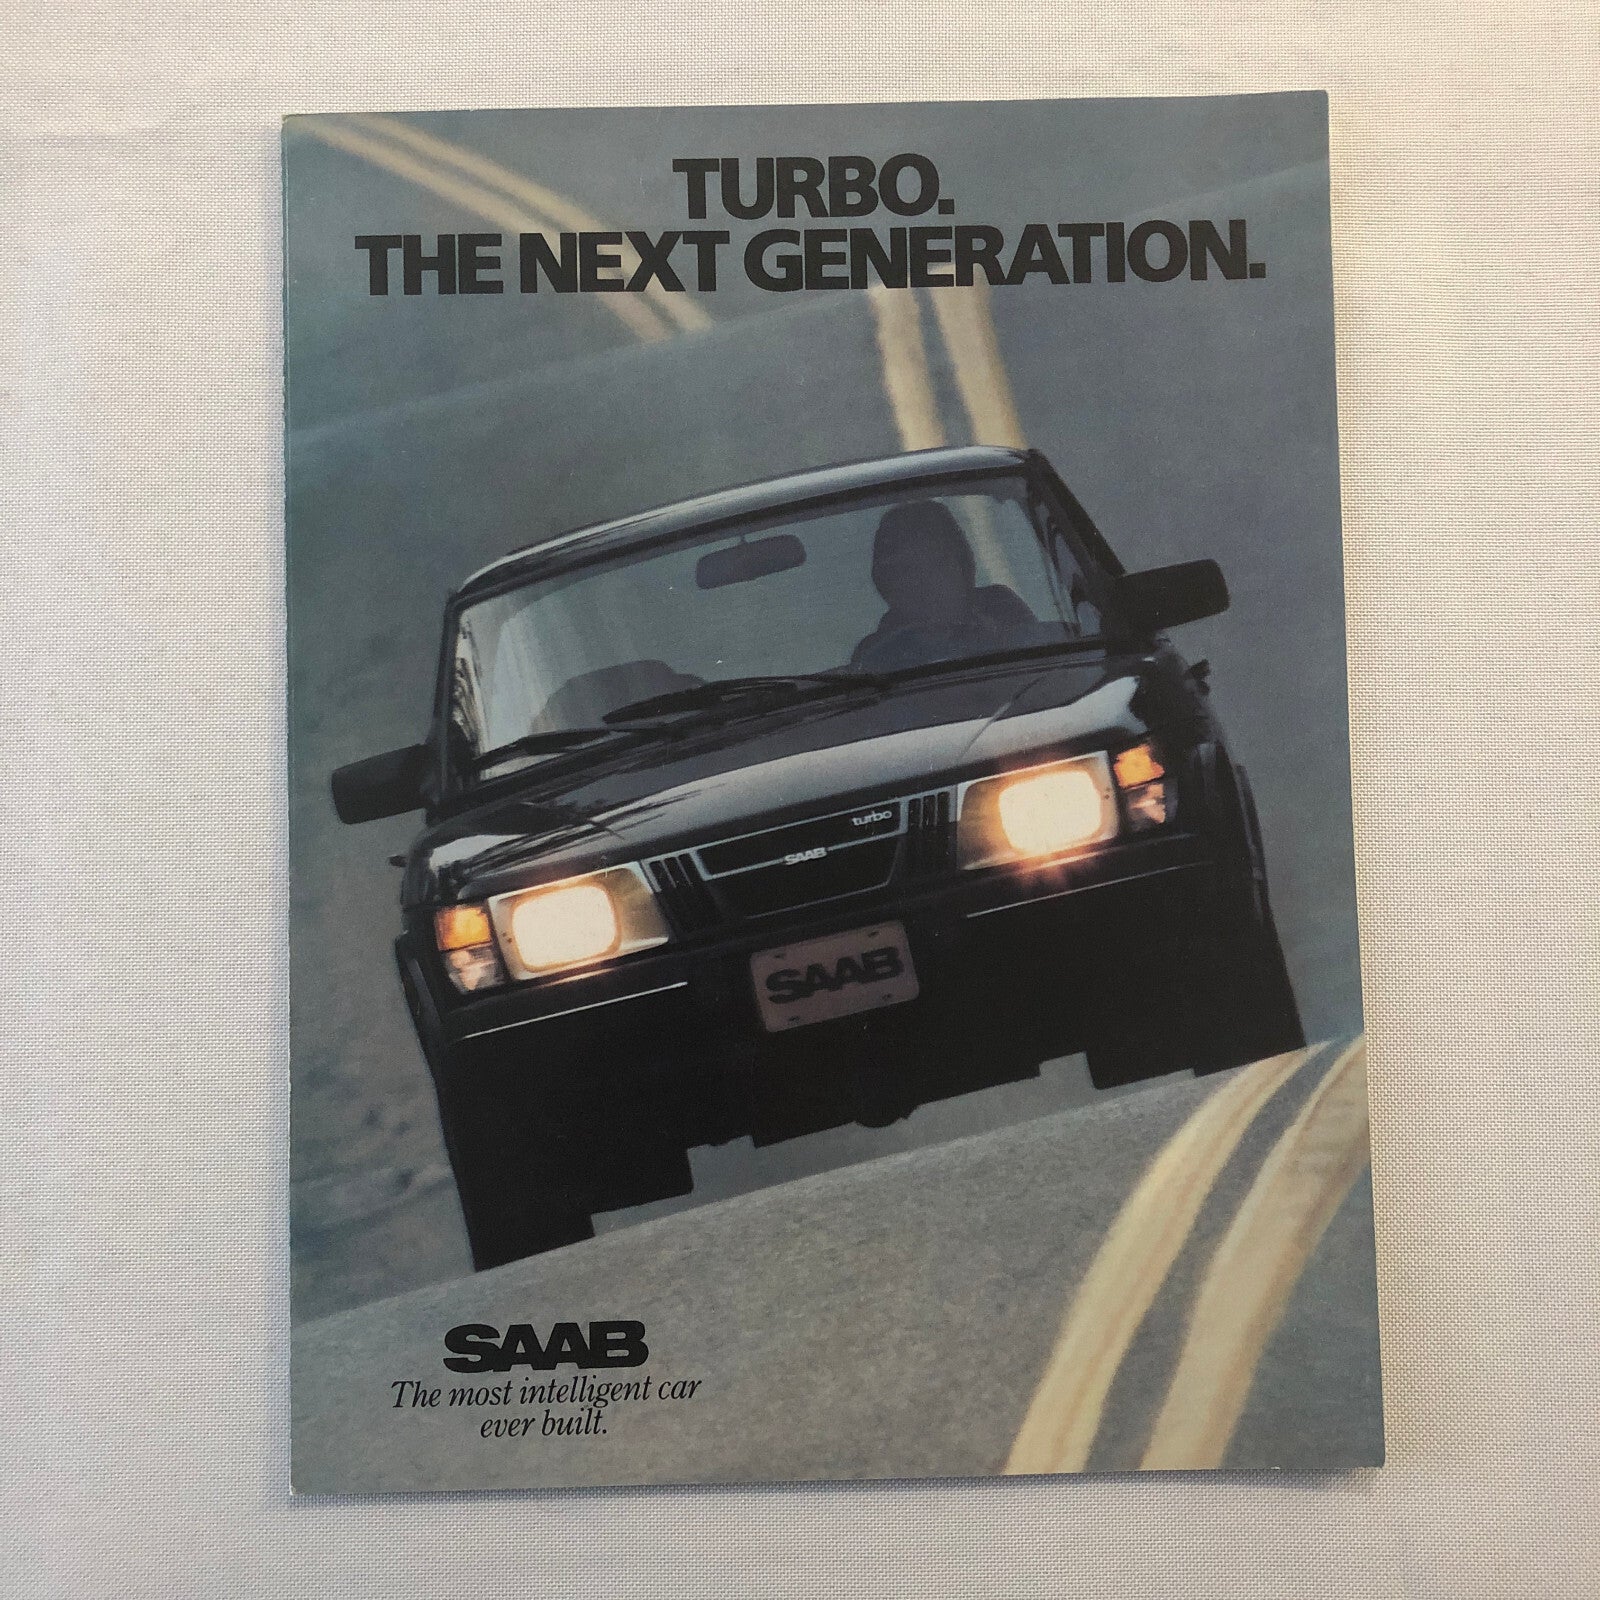 TURBO.
THE NEXT GENERATION.
turbo
SAAB
SAAB
SAAB
The most intelligent car
ever built.